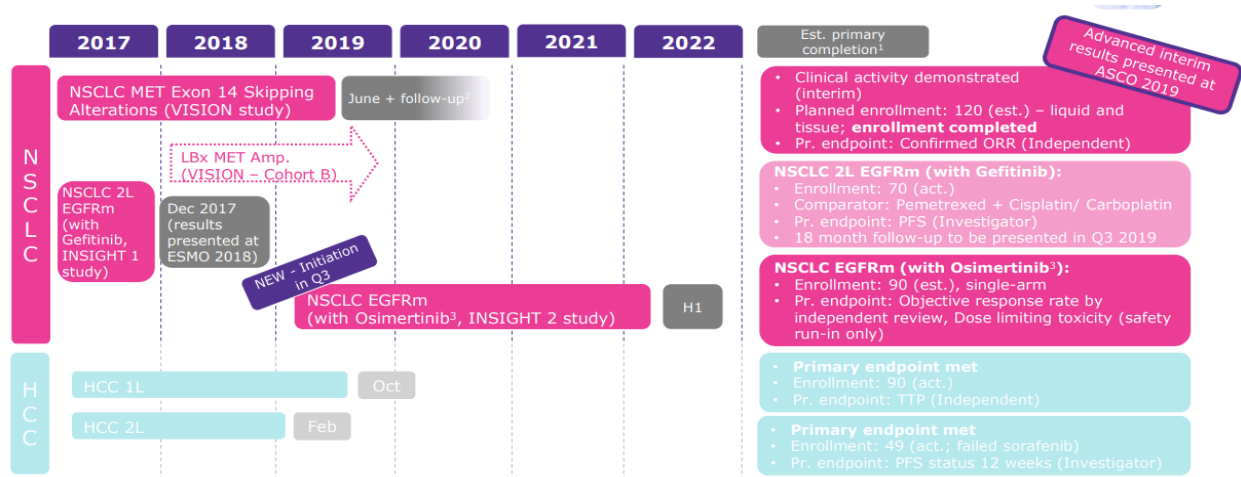 2017 2018 2019 2020 2021 2022
Est. primary
completion¹
Advanced interim
results presented at
ASCO 2019
NSCLC
NSCLC MET Exon 14 Skipping
Alterations (VISION study)
June + follow-up²
• Clinical activity demonstrated
(interim)
• Planned enrollment: 120 (est.) – liquid and
tissue; enrollment completed
• Pr. endpoint: Confirmed ORR (Independent)
LBx MET Amp.
(VISION – Cohort B)
NSCLC 2L
EGFRm
(with
Gefitinib,
INSIGHT 1
study)
Dec 2017
(results
presented at
ESMO 2018)
NSCLC 2L EGFRm (with Gefitinib):
• Enrollment: 70 (act.)
• Comparator: Pemetrexed + Cisplatin/ Carboplatin
• Pr. endpoint: PFS (Investigator)
• 18 month follow-up to be presented in Q3 2019
NEW - Initiation
in Q3
NSCLC EGFRm
(with Osimertinib³, INSIGHT 2 study)
H1
NSCLC EGFRm (with Osimertinib³):
• Enrollment: 90 (est.), single-arm
• Pr. endpoint: Objective response rate by
independent review, Dose limiting toxicity (safety
run-in only)
HCC
HCC 1L
Oct
• Primary endpoint met
• Enrollment: 90 (act.)
• Pr. endpoint: TTP (Independent)
HCC 2L
Feb
• Primary endpoint met
• Enrollment: 49 (act.; failed sorafenib)
• Pr. endpoint: PFS status 12 weeks (Investigator)